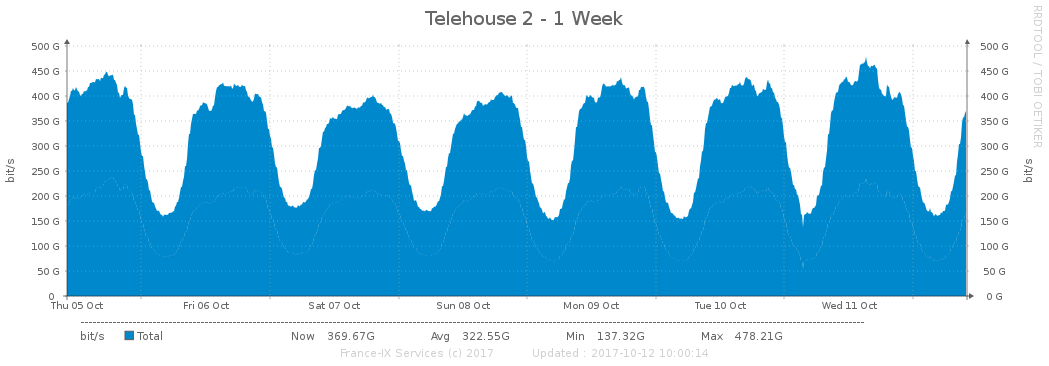 Telehouse 2 - 1 Week
RRDTOOL / TOBI OETIKER
bit/s
500 G 500 G
450 G 450 G
400 G 400 G
350 G 350 G
300 G 300 G
250 G 250 G
200 G 200 G
150 G 150 G
100 G 100 G
50 G 50 G
0 0 G
bit/s
Thu 05 Oct Fri 06 Oct Sat 07 Oct Sun 08 Oct Mon 09 Oct Tue 10 Oct Wed 11 Oct
bit/s Total Now 369.67G Avg 322.55G Min 137.32G Max 478.21G
France-IX Services (c) 2017 Updated : 2017-10-12 10:00:14